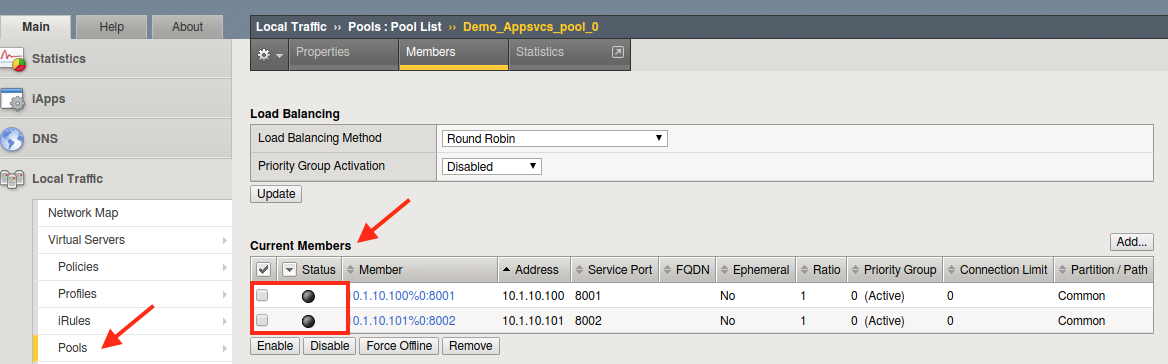 Main Help About
Local Traffic ›› Pools : Pool List ›› Demo_Appsvcs_pool_0
Properties Members Statistics
Statistics
iApps
DNS
Local Traffic
Network Map
Virtual Servers
Policies
Profiles
iRules
Pools
Load Balancing
Load Balancing Method Round Robin
Priority Group Activation Disabled
Update
Current Members Add...
Status Member Address Service Port FQDN Ephemeral Ratio Priority Group Connection Limit Partition / Path
10.1.10.100%0:8001 10.1.10.100 8001 No 1 0 (Active) 0 Common
10.1.10.101%0:8002 10.1.10.101 8002 No 1 0 (Active) 0 Common
Enable Disable Force Offline Remove